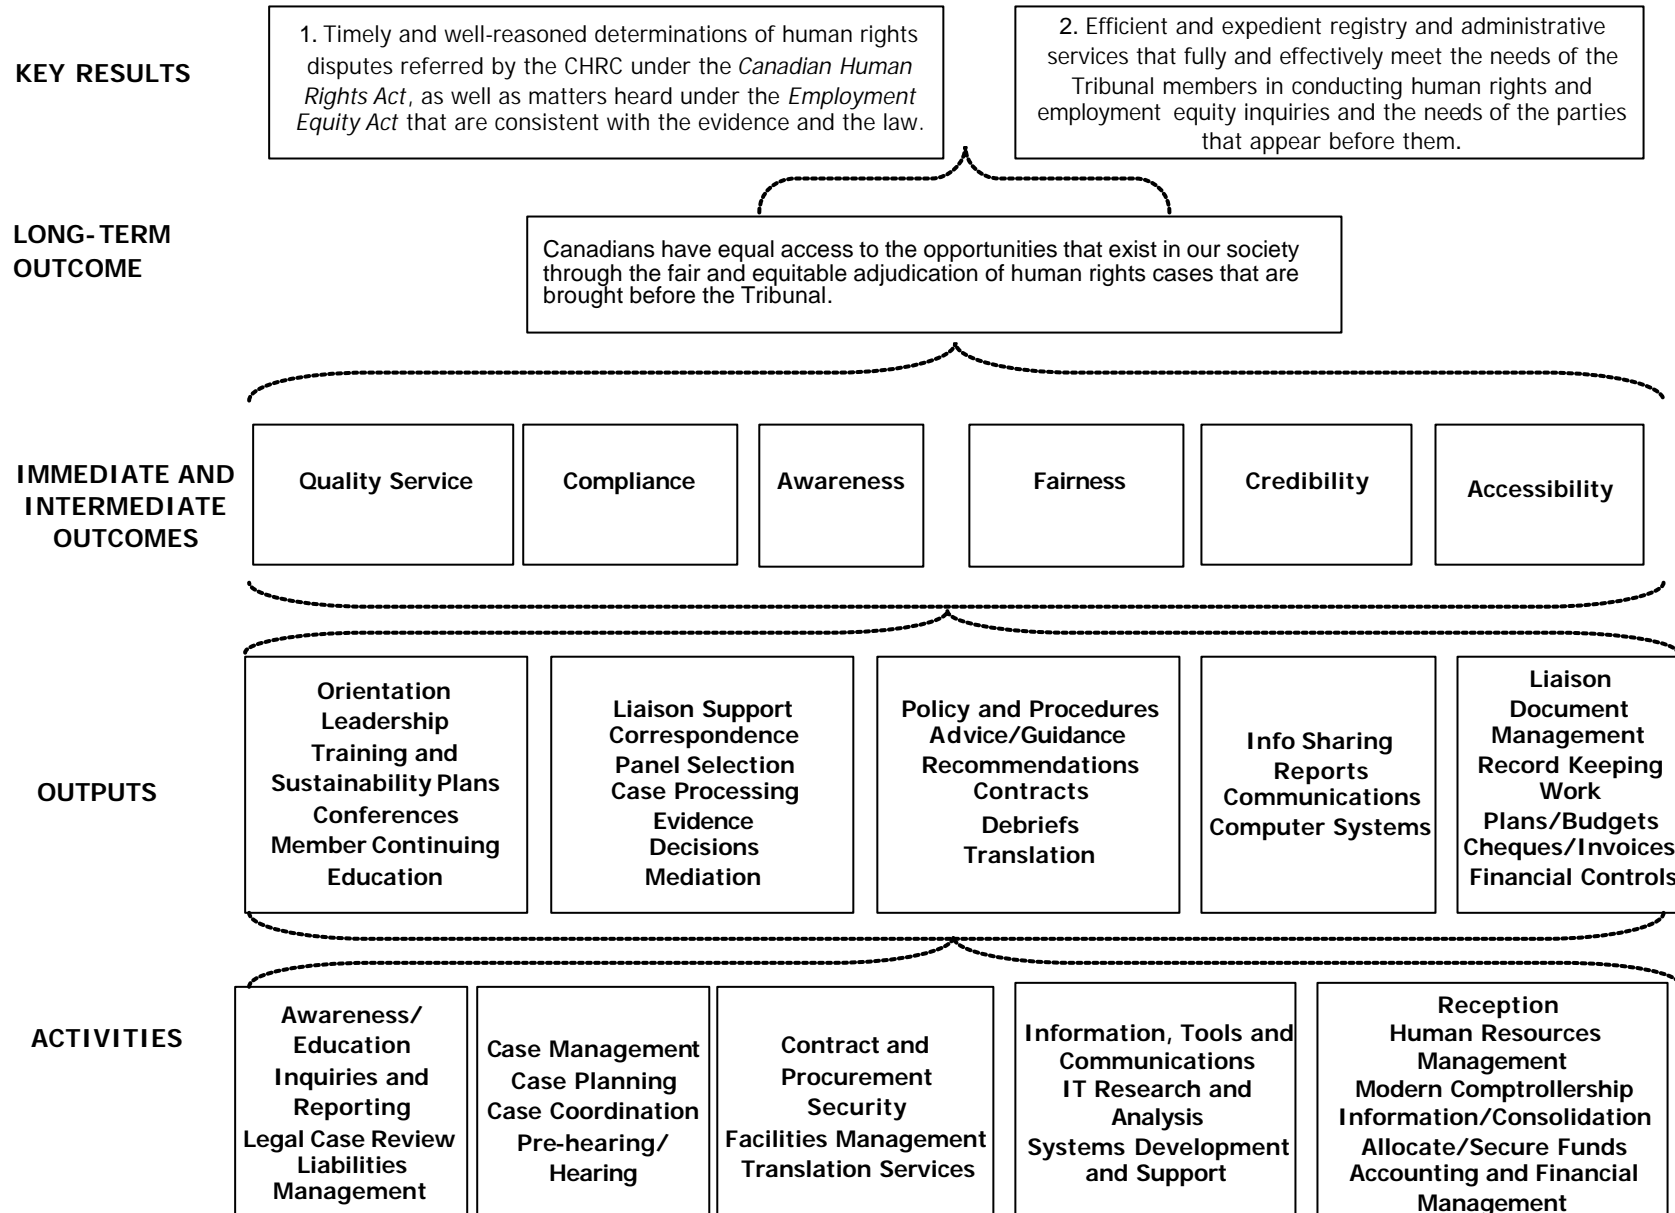 KEY RESULTS
1. Timely and well-reasoned determinations of human rights
disputes referred by the CHRC under the Canadian Human
Rights Act, as well as matters heard under the Employment
Equity Act that are consistent with the evidence and the law.
2. Efficient and expedient registry and administrative
services that fully and effectively meet the needs of the
Tribunal members in conducting human rights and
employment equity inquiries and the needs of the parties
that appear before them.
LONG-TERM
OUTCOME
Canadians have equal access to the opportunities that exist in our society
through the fair and equitable adjudication of human rights cases that are
brought before the Tribunal.
IMMEDIATE AND
INTERMEDIATE
OUTCOMES
Quality Service
Compliance
Awareness
Fairness
Credibility
Accessibility
OUTPUTS
Orientation
Leadership
Training and
Sustainability Plans
Conferences
Member Continuing
Education
Liaison Support
Correspondence
Panel Selection
Case Processing
Evidence
Decisions
Mediation
Policy and Procedures
Advice/Guidance
Recommendations
Contracts
Debriefs
Translation
Info Sharing
Reports
Communications
Computer Systems
Liaison
Document
Management
Record Keeping
Work
Plans/Budgets
Cheques/Invoices
Financial Controls
ACTIVITIES
Awareness/
Education
Inquiries and
Reporting
Legal Case Review
Liabilities
Management
Case Management
Case Planning
Case Coordination
Pre-hearing/
Hearing
Contract and
Procurement
Security
Facilities Management
Translation Services
Information, Tools and
Communications
IT Research and
Analysis
Systems Development
and Support
Reception
Human Resources
Management
Modern Comptrollership
Information/Consolidation
Allocate/Secure Funds
Accounting and Financial
Management